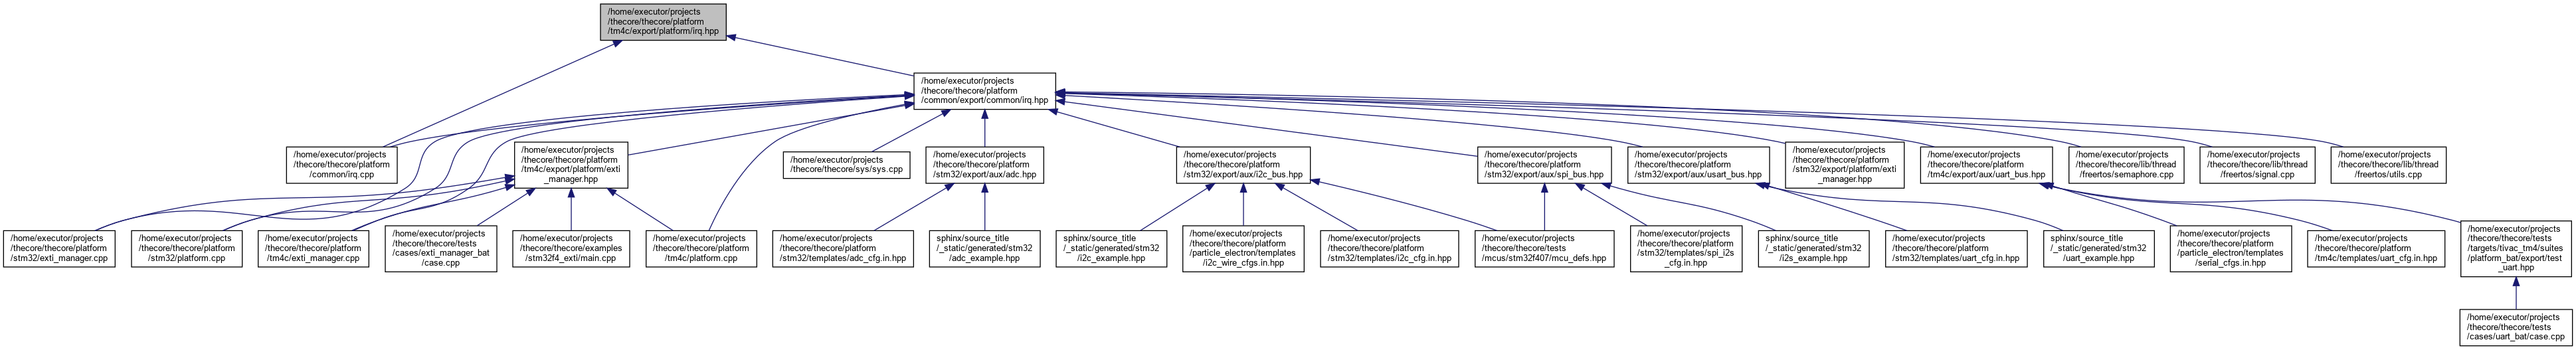 /home/executor/projects
/thecore/thecore/platform
/tm4c/export/platform/irq.hpp
/home/executor/projects
/thecore/thecore/platform
/common/export/common/irq.hpp
/home/executor/projects
/thecore/thecore/platform
/common/irq.cpp
/home/executor/projects
/thecore/thecore/platform
/tm4c/export/platform/exti
_manager.hpp
/home/executor/projects
/thecore/thecore/sys/sys.cpp
/home/executor/projects
/thecore/thecore/platform
/stm32/export/aux/adc.hpp
/home/executor/projects
/thecore/thecore/platform
/stm32/export/aux/i2c_bus.hpp
/home/executor/projects
/thecore/thecore/platform
/stm32/export/aux/spi_bus.hpp
/home/executor/projects
/thecore/thecore/platform
/stm32/export/aux/usart_bus.hpp
/home/executor/projects
/thecore/thecore/platform
/stm32/export/platform/exti
_manager.hpp
/home/executor/projects
/thecore/thecore/platform
/tm4c/export/aux/uart_bus.hpp
/home/executor/projects
/thecore/thecore/lib/thread
/freertos/semaphore.cpp
/home/executor/projects
/thecore/thecore/lib/thread
/freertos/signal.cpp
/home/executor/projects
/thecore/thecore/lib/thread
/freertos/utils.cpp
/home/executor/projects
/thecore/thecore/platform
/stm32/exti_manager.cpp
/home/executor/projects
/thecore/thecore/platform
/stm32/platform.cpp
/home/executor/projects
/thecore/thecore/platform
/tm4c/exti_manager.cpp
/home/executor/projects
/thecore/thecore/tests
/cases/exti_manager_bat
/case.cpp
/home/executor/projects
/thecore/thecore/examples
/stm32f4_exti/main.cpp
/home/executor/projects
/thecore/thecore/platform
/tm4c/platform.cpp
/home/executor/projects
/thecore/thecore/platform
/stm32/templates/adc_cfg.in.hpp
sphinx/source_title
/_static/generated/stm32
/adc_example.hpp
sphinx/source_title
/_static/generated/stm32
/i2c_example.hpp
/home/executor/projects
/thecore/thecore/platform
/particle_electron/templates
/i2c_wire_cfgs.in.hpp
/home/executor/projects
/thecore/thecore/platform
/stm32/templates/i2c_cfg.in.hpp
/home/executor/projects
/thecore/thecore/tests
/mcus/stm32f407/mcu_defs.hpp
/home/executor/projects
/thecore/thecore/platform
/stm32/templates/spi_i2s
_cfg.in.hpp
sphinx/source_title
/_static/generated/stm32
/i2s_example.hpp
/home/executor/projects
/thecore/thecore/platform
/stm32/templates/uart_cfg.in.hpp
sphinx/source_title
/_static/generated/stm32
/uart_example.hpp
/home/executor/projects
/thecore/thecore/platform
/particle_electron/templates
/serial_cfgs.in.hpp
/home/executor/projects
/thecore/thecore/platform
/tm4c/templates/uart_cfg.in.hpp
/home/executor/projects
/thecore/thecore/tests
/targets/tivac_tm4/suites
/platform_bat/export/test
_uart.hpp
/home/executor/projects
/thecore/thecore/tests
/cases/uart_bat/case.cpp